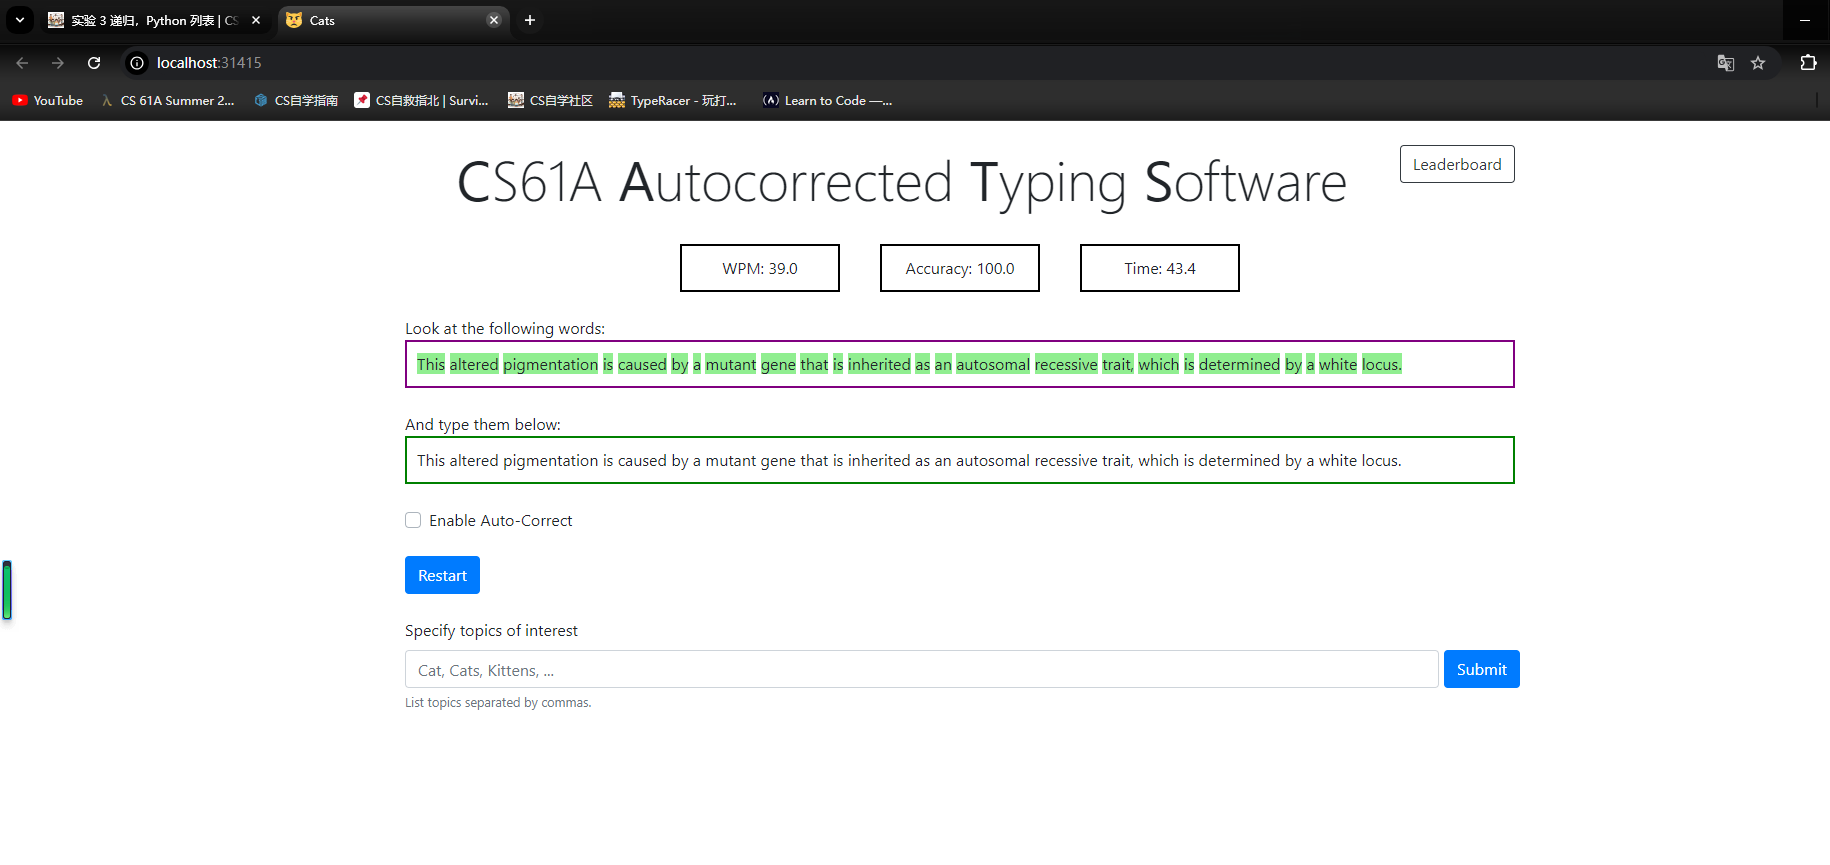 实验 3 递归，Python 列表 | CS
Cats
localhost:31415
YouTube
CS 61A Summer 2...
CS自学指南
CS自救指北 | Survi...
CS自学社区
TypeRacer - 玩打...
Learn to Code —...
CS61A Autocorrected Typing Software
Leaderboard
WPM: 39.0
Accuracy: 100.0
Time: 43.4
Look at the following words:
This altered pigmentation is caused by a mutant gene that is inherited as an autosomal recessive trait, which is determined by a white locus.
And type them below:
This altered pigmentation is caused by a mutant gene that is inherited as an autosomal recessive trait, which is determined by a white locus.
Enable Auto-Correct
Restart
Specify topics of interest
Cat, Cats, Kittens, ...
Submit
List topics separated by commas.